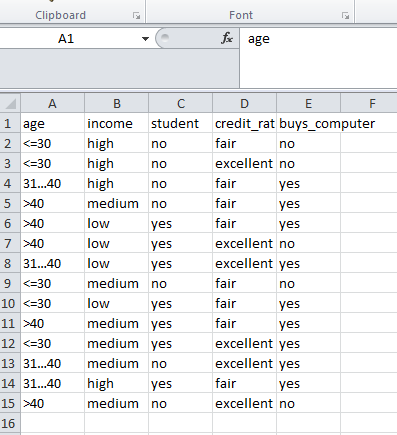 Clipboard Font
A1 fx age
A B C D E F
1 age income student credit_rat buys_computer
2 <=30 high no fair no
3 <=30 high no excellent no
4 31…40 high no fair yes
5 >40 medium no fair yes
6 >40 low yes fair yes
7 >40 low yes excellent no
8 31…40 low yes excellent yes
9 <=30 medium no fair no
10 <=30 low yes fair yes
11 >40 medium yes fair yes
12 <=30 medium yes excellent yes
13 31…40 medium no excellent yes
14 31…40 high yes fair yes
15 >40 medium no excellent no
16